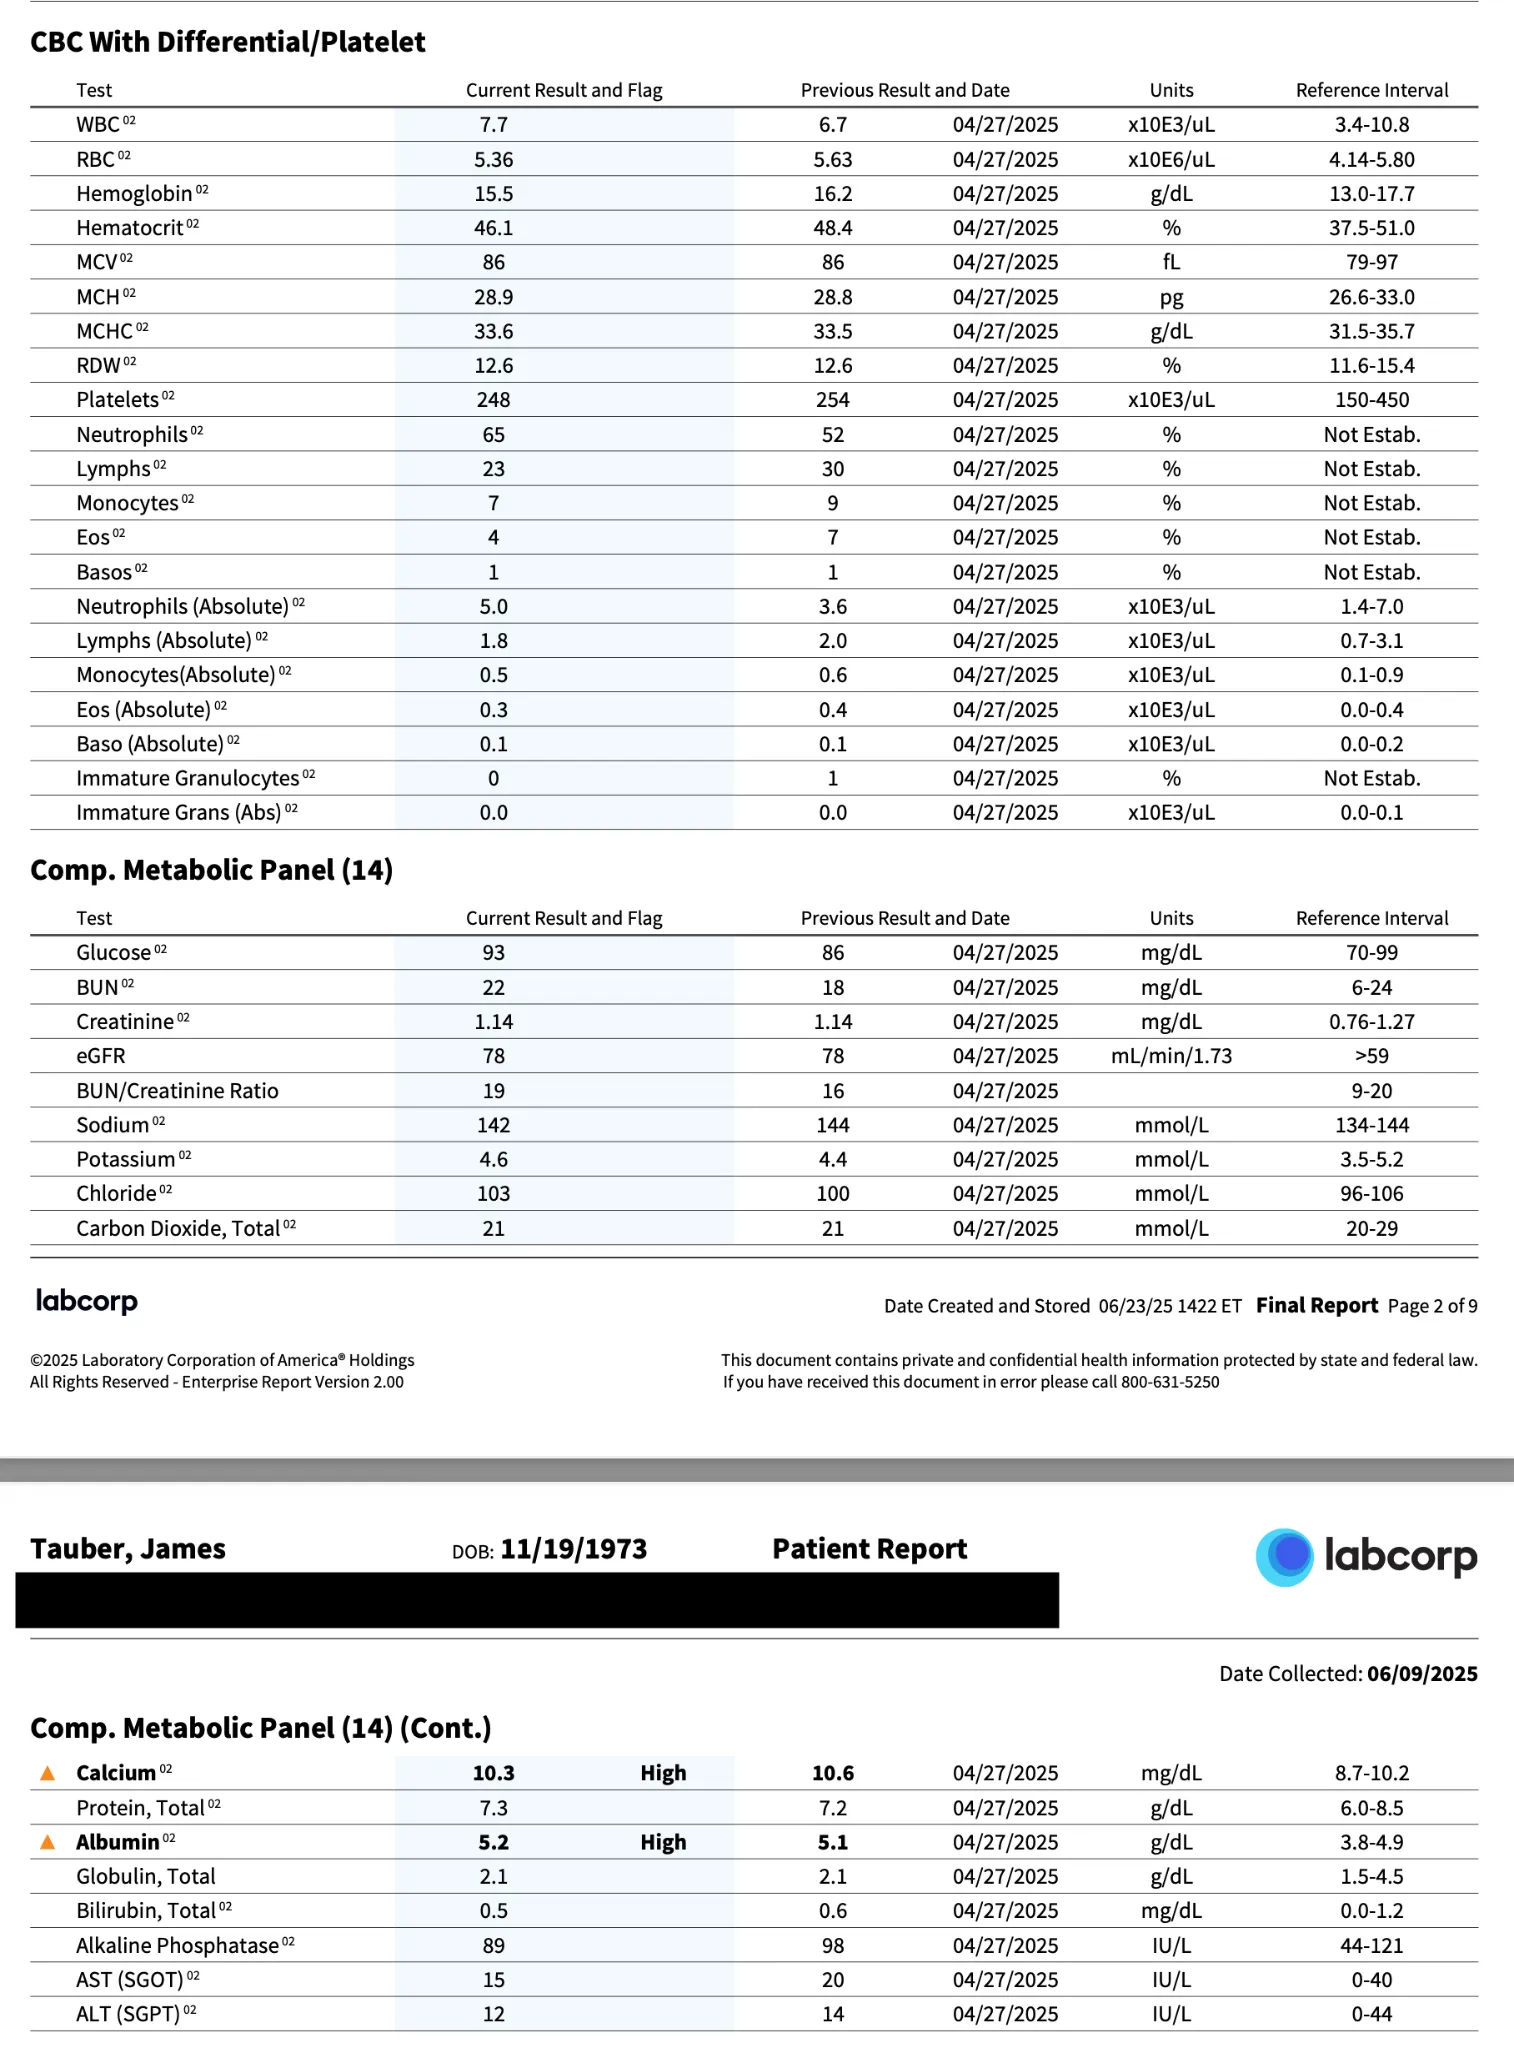 CBC With Differential/Platelet
Test Current Result and Flag Previous Result and Date Units Reference Interval
WBC 02 7.7 6.7 04/27/2025 x10E3/uL 3.4-10.8
RBC 02 5.36 5.63 04/27/2025 x10E6/uL 4.14-5.80
Hemoglobin 02 15.5 16.2 04/27/2025 g/dL 13.0-17.7
Hematocrit 02 46.1 48.4 04/27/2025 % 37.5-51.0
MCV 02 86 86 04/27/2025 fL 79-97
MCH 02 28.9 28.8 04/27/2025 pg 26.6-33.0
MCHC 02 33.6 33.5 04/27/2025 g/dL 31.5-35.7
RDW 02 12.6 12.6 04/27/2025 % 11.6-15.4
Platelets 02 248 254 04/27/2025 x10E3/uL 150-450
Neutrophils 02 65 52 04/27/2025 % Not Estab.
Lymphs 02 23 30 04/27/2025 % Not Estab.
Monocytes 02 7 9 04/27/2025 % Not Estab.
Eos 02 4 7 04/27/2025 % Not Estab.
Basos 02 1 1 04/27/2025 % Not Estab.
Neutrophils (Absolute) 02 5.0 3.6 04/27/2025 x10E3/uL 1.4-7.0
Lymphs (Absolute) 02 1.8 2.0 04/27/2025 x10E3/uL 0.7-3.1
Monocytes(Absolute) 02 0.5 0.6 04/27/2025 x10E3/uL 0.1-0.9
Eos (Absolute) 02 0.3 0.4 04/27/2025 x10E3/uL 0.0-0.4
Baso (Absolute) 02 0.1 0.1 04/27/2025 x10E3/uL 0.0-0.2
Immature Granulocytes 02 0 1 04/27/2025 % Not Estab.
Immature Grans (Abs) 02 0.0 0.0 04/27/2025 x10E3/uL 0.0-0.1
Comp. Metabolic Panel (14)
Test Current Result and Flag Previous Result and Date Units Reference Interval
Glucose 02 93 86 04/27/2025 mg/dL 70-99
BUN 02 22 18 04/27/2025 mg/dL 6-24
Creatinine 02 1.14 1.14 04/27/2025 mg/dL 0.76-1.27
eGFR 78 78 04/27/2025 mL/min/1.73 >59
BUN/Creatinine Ratio 19 16 04/27/2025 9-20
Sodium 02 142 144 04/27/2025 mmol/L 134-144
Potassium 02 4.6 4.4 04/27/2025 mmol/L 3.5-5.2
Chloride 02 103 100 04/27/2025 mmol/L 96-106
Carbon Dioxide, Total 02 21 21 04/27/2025 mmol/L 20-29
labcorp
Date Created and Stored 06/23/25 1422 ET Final Report Page 2 of 9
©2025 Laboratory Corporation of America® Holdings
All Rights Reserved - Enterprise Report Version 2.00
This document contains private and confidential health information protected by state and federal law.
If you have received this document in error please call 800-631-5250
Tauber, James DOB: 11/19/1973 Patient Report labcorp
Date Collected: 06/09/2025
Comp. Metabolic Panel (14) (Cont.)
Calcium 02 10.3 High 10.6 04/27/2025 mg/dL 8.7-10.2
Protein, Total 02 7.3 7.2 04/27/2025 g/dL 6.0-8.5
Albumin 02 5.2 High 5.1 04/27/2025 g/dL 3.8-4.9
Globulin, Total 2.1 2.1 04/27/2025 g/dL 1.5-4.5
Bilirubin, Total 02 0.5 0.6 04/27/2025 mg/dL 0.0-1.2
Alkaline Phosphatase 02 89 98 04/27/2025 IU/L 44-121
AST (SGOT) 02 15 20 04/27/2025 IU/L 0-40
ALT (SGPT) 02 12 14 04/27/2025 IU/L 0-44